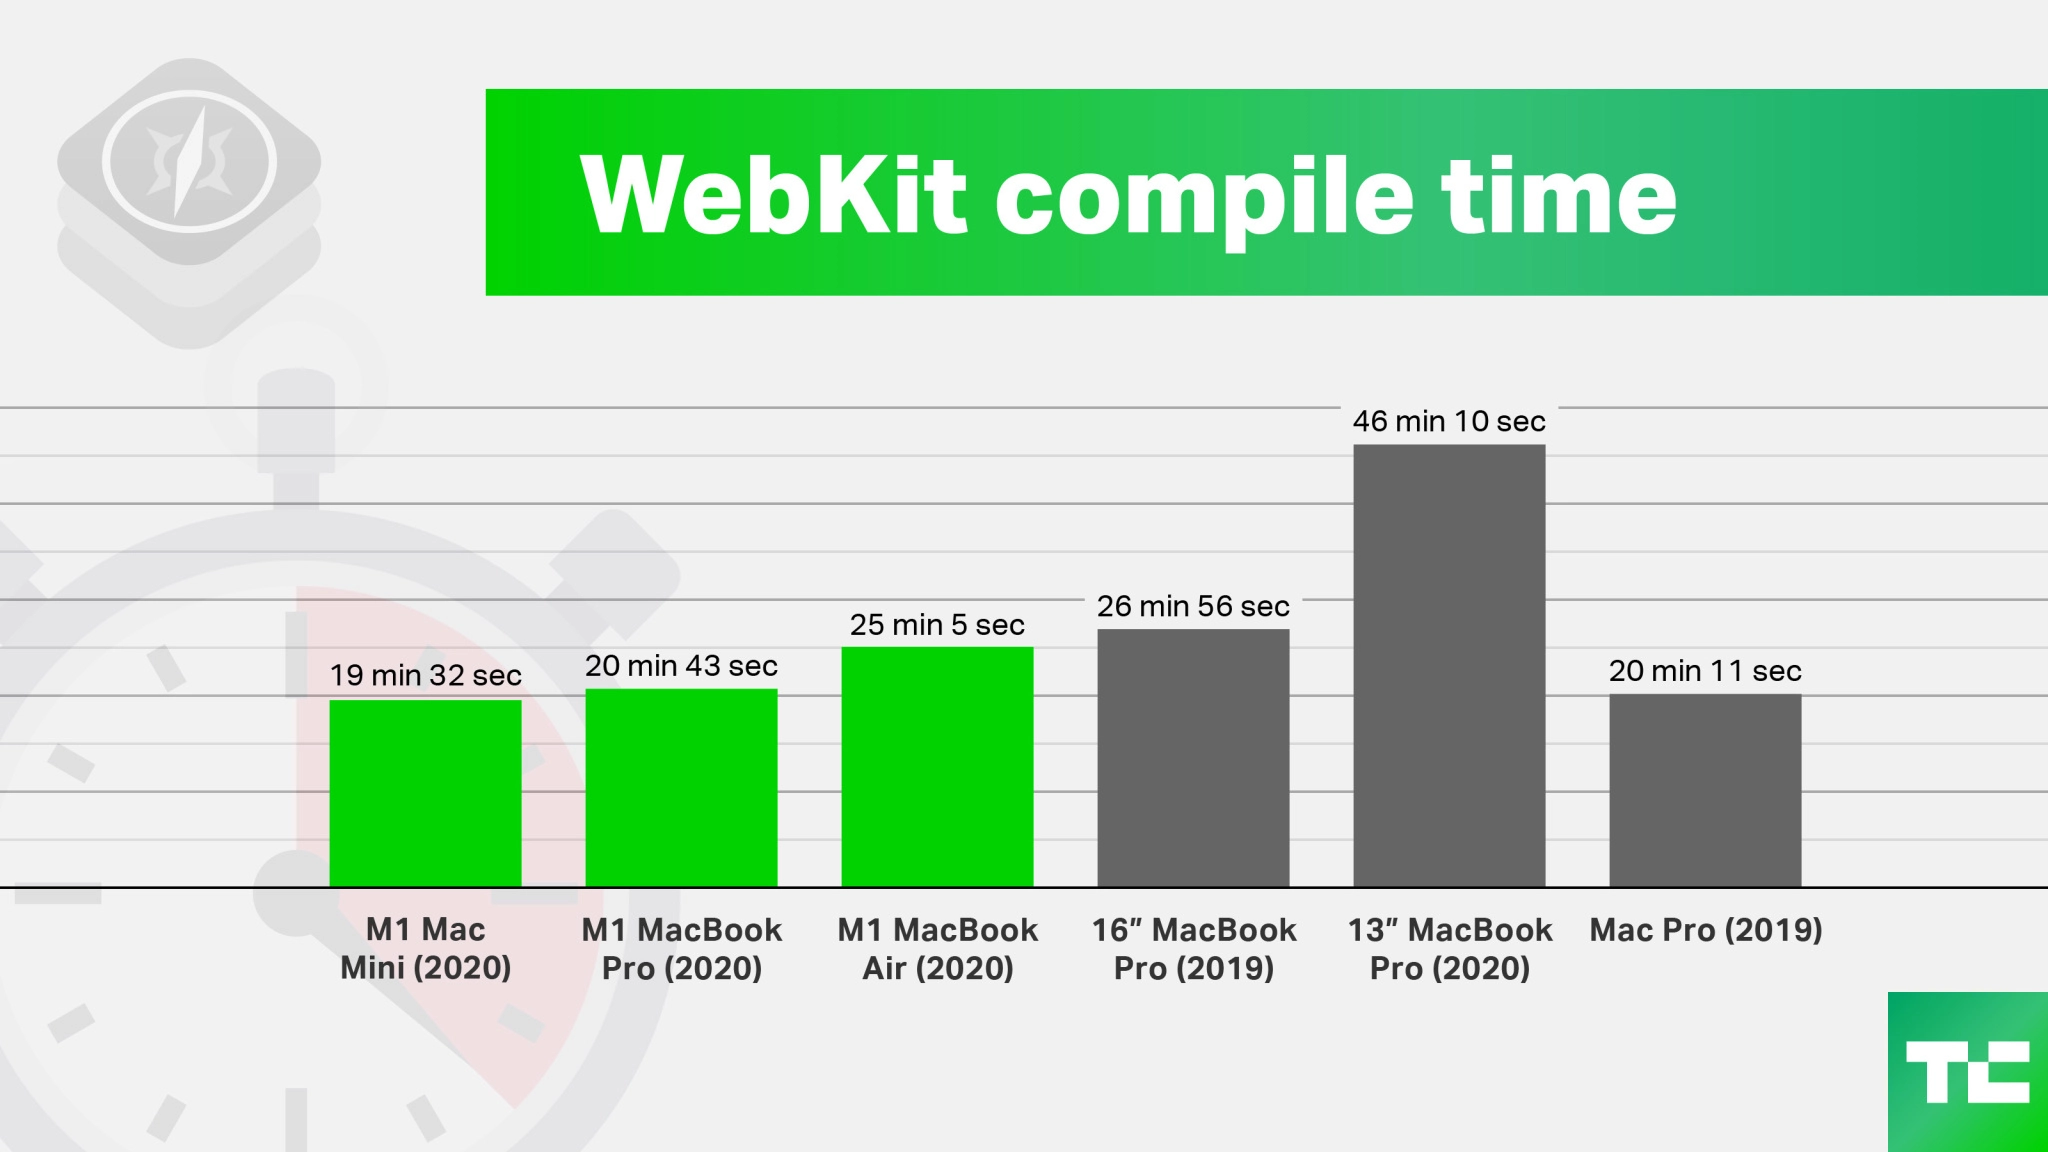 WebKit compile time
46 min 10 sec
26 min 56 sec
25 min 5 sec
20 min 43 sec
20 min 11 sec
19 min 32 sec
M1 Mac
Mini (2020)
M1 MacBook
Pro (2020)
M1 MacBook
Air (2020)
16″ MacBook
Pro (2019)
13″ MacBook
Pro (2020)
Mac Pro (2019)
TC